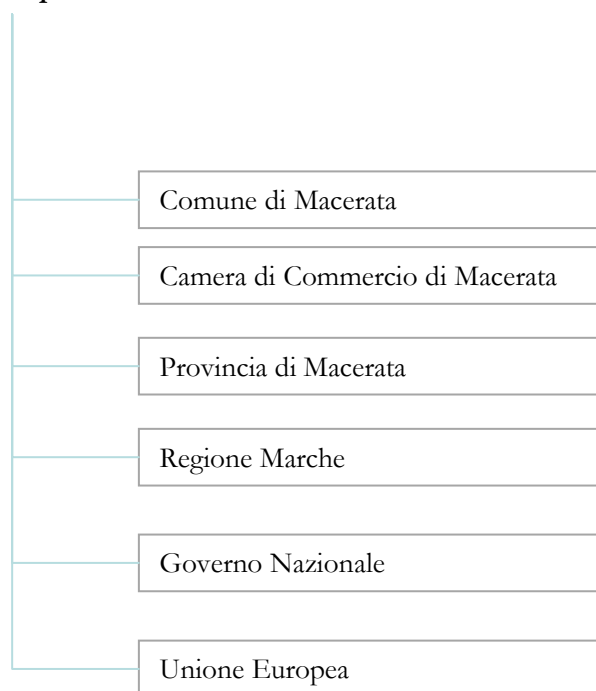 Comune di Macerata
Camera di Commercio di Macerata
Provincia di Macerata
Regione Marche
Governo Nazionale
Unione Europea